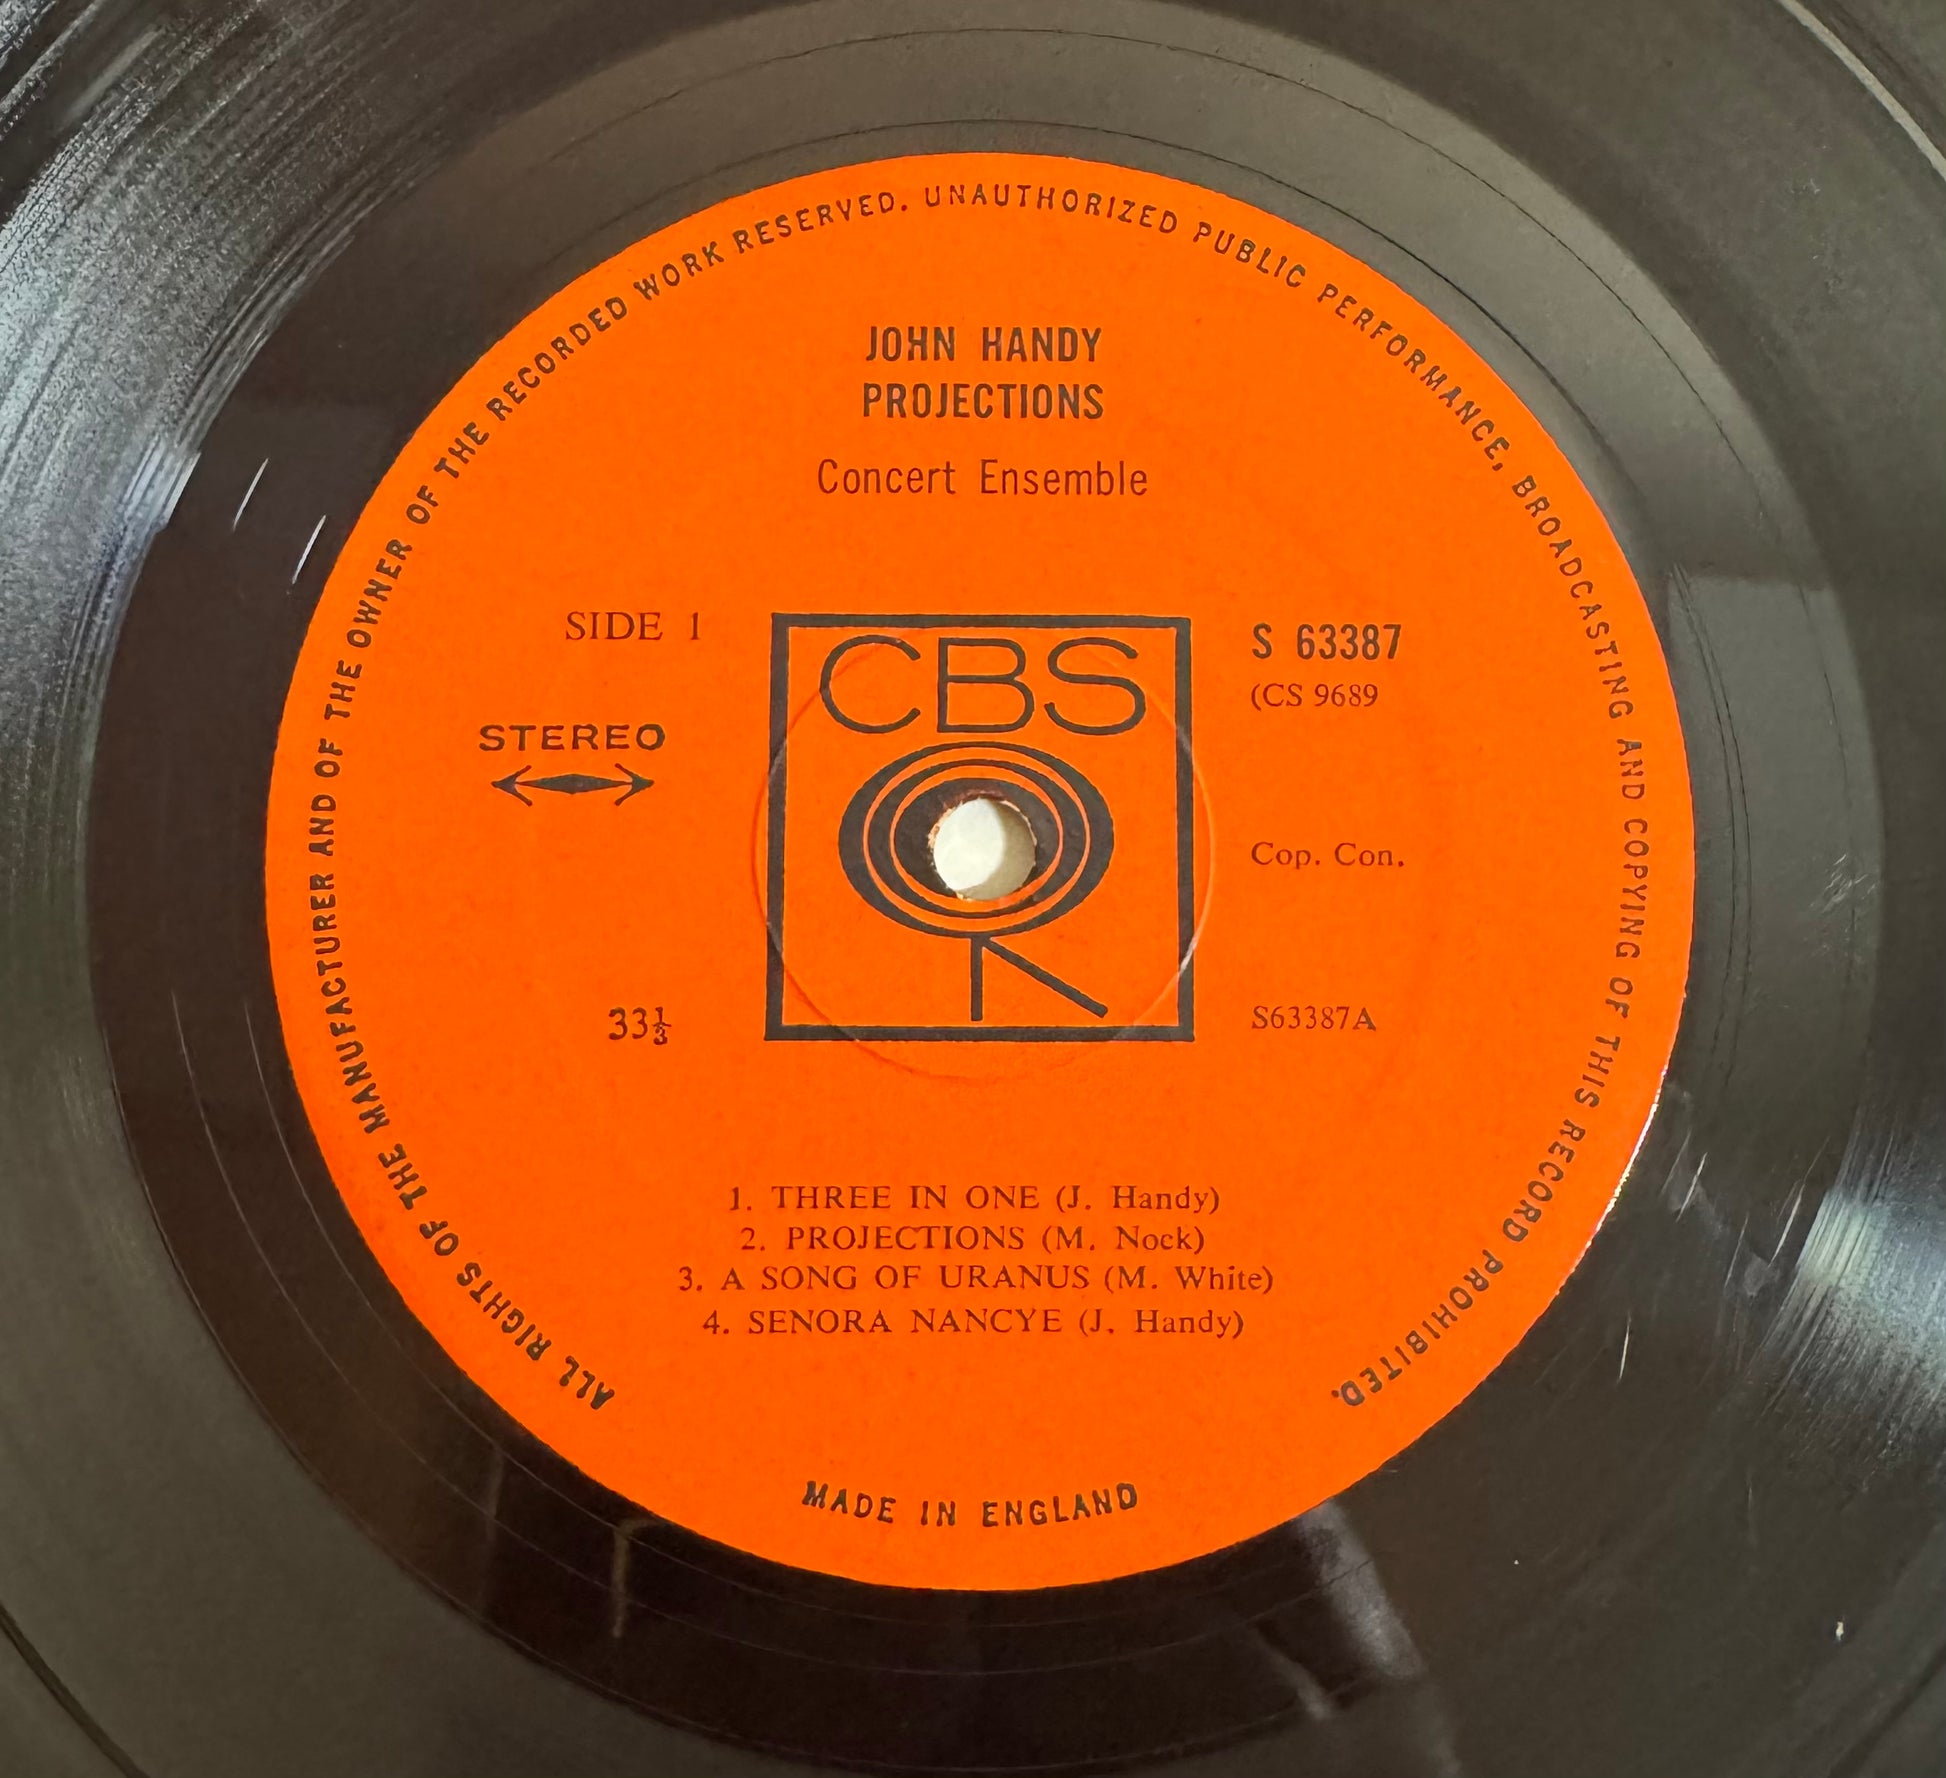 ALL RIGHTS OF THE MANUFACTURER AND OF THE OWNER OF THE RECORDED WORK RESERVED. UNAUTHORIZED PUBLIC PERFORMANCE, BROADCASTING AND COPYING OF THIS RECORD PROHIBITED.
JOHN HANDY
PROJECTIONS
Concert Ensemble
SIDE 1
STEREO
33⅓
CBS
S 63387
(CS 9689
Cop. Con.
S63387A
1. THREE IN ONE (J. Handy)
2. PROJECTIONS (M. Nock)
3. A SONG OF URANUS (M. White)
4. SENORA NANCYE (J. Handy)
MADE IN ENGLAND